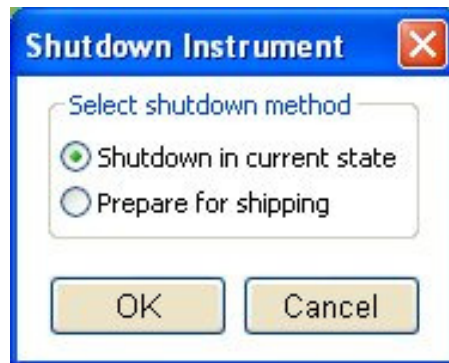 Shutdown Instrument
Select shutdown method
Shutdown in current state
Prepare for shipping
OK Cancel